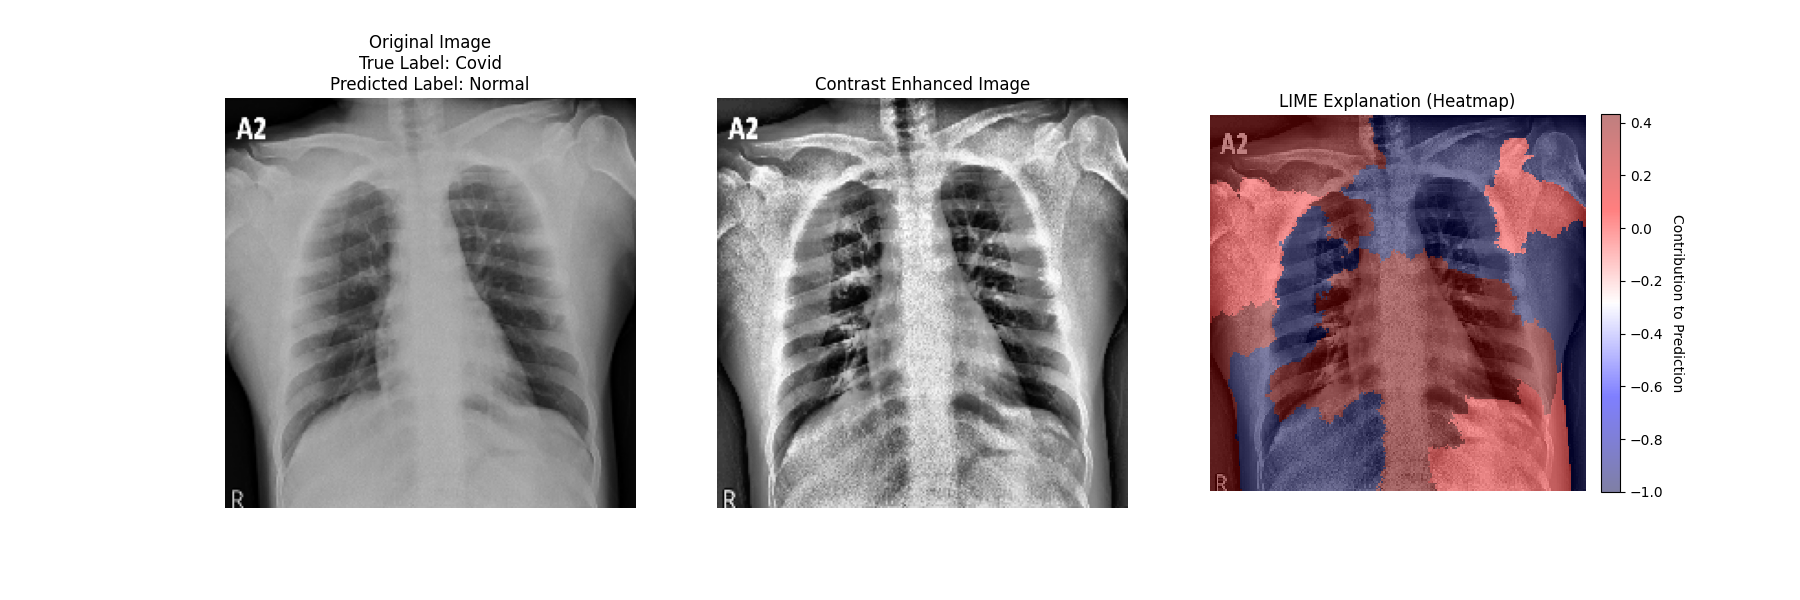 Original Image
True Label: Covid
Predicted Label: Normal
A2
R
Contrast Enhanced Image
A2
R
LIME Explanation (Heatmap)
A2
R
0.4
0.2
0.0
−0.2
−0.4
−0.6
−0.8
−1.0
Contribution to Prediction